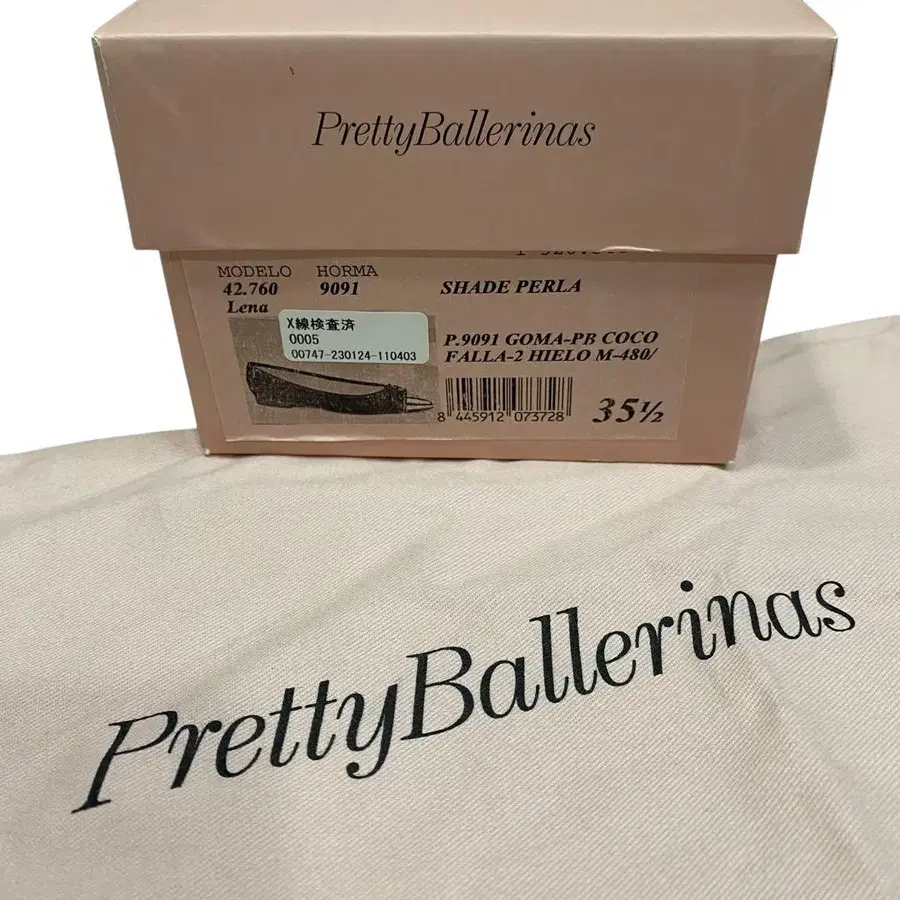 PrettyBallerinas
MODELO HORMA
42.760 9091 SHADE PERLA
Lena
X線検査済
0005
00747-230124-110403
P.9091 GOMA-PB COCO
FALLA-2 HIELO M-480/
8 445912 073728
35½
PrettyBallerinas